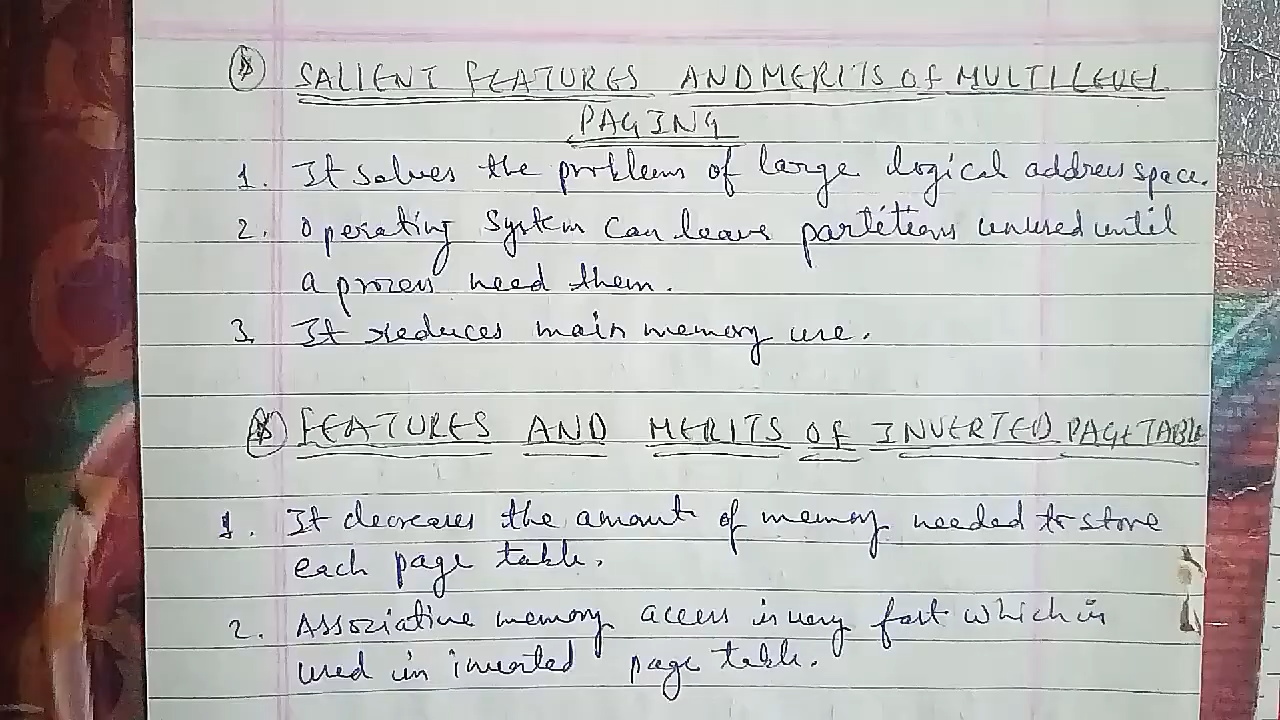 SALIENT FEATURES AND MERITS OF MULTILEVEL
PAGING
1. It solves the problems of large logical address space.
2. Operating System can leave partitions unused until
a process need them.
3. It reduces main memory use.
FEATURES AND MERITS OF INVERTED PAGE TABLE
1. It decreases the amount of memory needed to store
each page table.
2. Associative memory access is very fast which is
used in inverted page table.